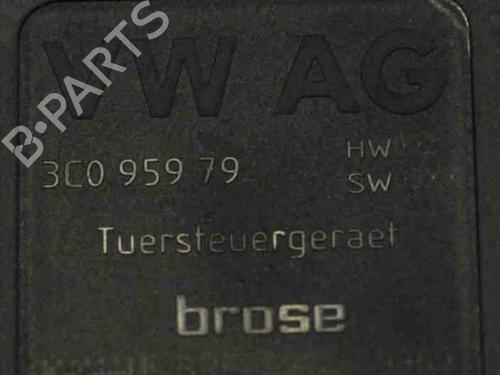 VW AG
B-PARTS
3C0 959 79 HW
SW
Tuersteuergeraet
brose